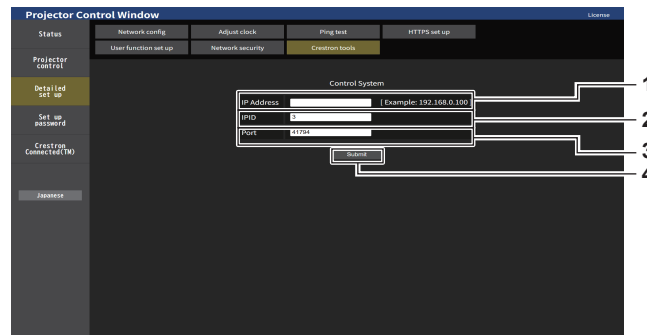 Projector Control Window
License
Status
Network config
Adjust clock
Ping test
HTTPS set up
User function set up
Network security
Crestron tools
Projector
control
Detailed
set up
Set up
password
Crestron
Connected(TM)
Japanese
Control System
IP Address
[ Example: 192.168.0.100 ]
IPID
3
Port
41794
Submit
1
2
3
4